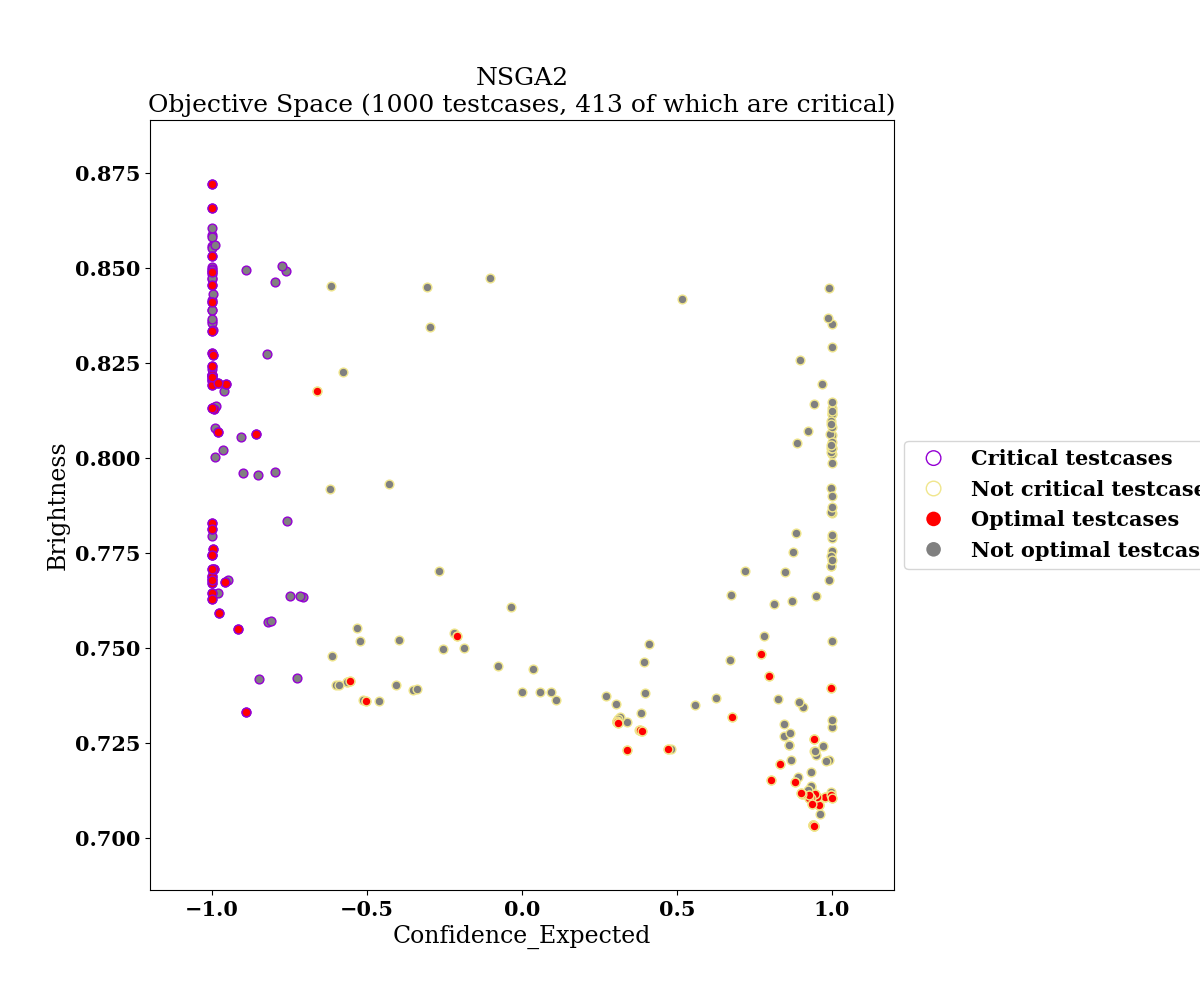 NSGA2
Objective Space (1000 testcases, 413 of which are critical)
0.875
0.850
0.825
0.800
0.775
0.750
0.725
0.700
Brightness
−1.0
−0.5
0.0
0.5
1.0
Confidence_Expected
Critical testcases
Not critical testcase
Optimal testcases
Not optimal testcas